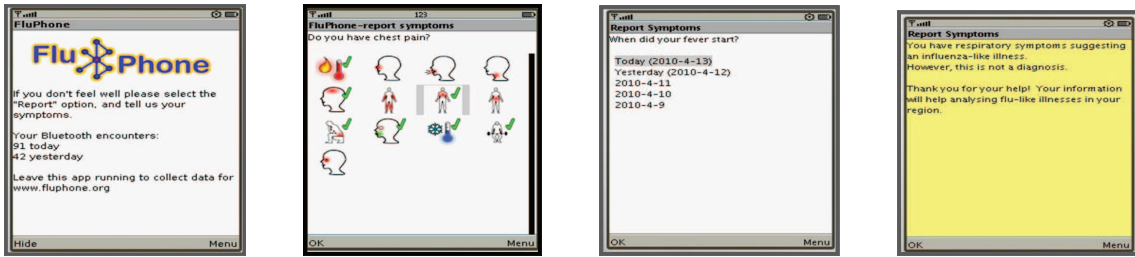 FluPhone
Flu Phone
If you don't feel well please select the
"Report" option, and tell us your
symptoms.
Your Bluetooth encounters:
91 today
42 yesterday
Leave this app running to collect data for
www.fluphone.org
Hide Menu
123
FluPhone-report symptoms
Do you have chest pain?
OK Menu
Report Symptoms
When did your fever start?
Today (2010-4-13)
Yesterday (2010-4-12)
2010-4-11
2010-4-10
2010-4-9
OK Menu
Report Symptoms
You have respiratory symptoms suggesting
an influenza-like illness.
However, this is not a diagnosis.
Thank you for your help! Your information
will help analysing flu-like illnesses in your
region.
OK Menu